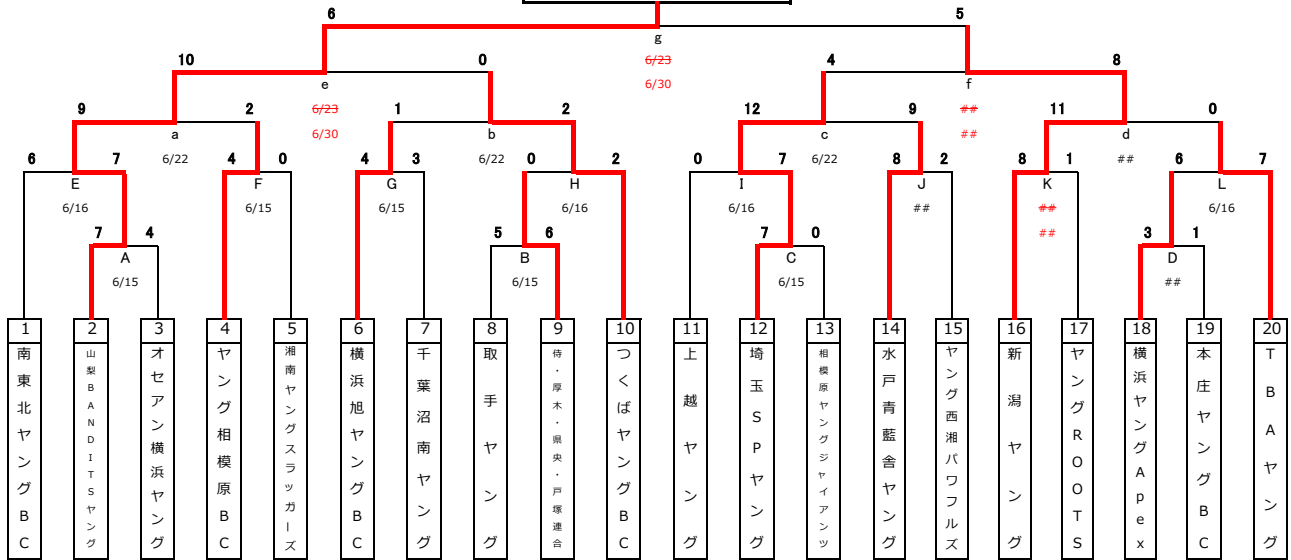 6 5
g
10 0 6/23 4 8
e 6/30 f
9 2 6/23 1 2 12 9 ## 11 0
a 6/30 b c ## d
6 7 6/22 4 0 4 3 6/22 0 2 0 7 6/22 8 2 8 1 ## 6 7
E F G H I J K L
6/16 6/15 6/15 6/16 6/16 ## ## 6/16
7 4 5 6 7 0 ## 3 1
A B C D
6/15 6/15 6/15 ##
1 2 3 4 5 6 7 8 9 10 11 12 13 14 15 16 17 18 19 20
南東北ヤングBC
山梨BANDITSヤング
オセアン横浜ヤング
ヤング相模原BC
湘南ヤングスラッガーズ
横浜旭ヤングBC
千葉沼南ヤング
取手ヤング
侍・厚木・県央・戸塚連合
つくばヤングBC
上越ヤング
埼玉SPヤング
相模原ヤングジャイアンツ
水戸青藍舎ヤング
ヤング西湘パワフルズ
新潟ヤング
ヤングROOTS
横浜ヤングApex
本庄ヤングBC
TBAヤング